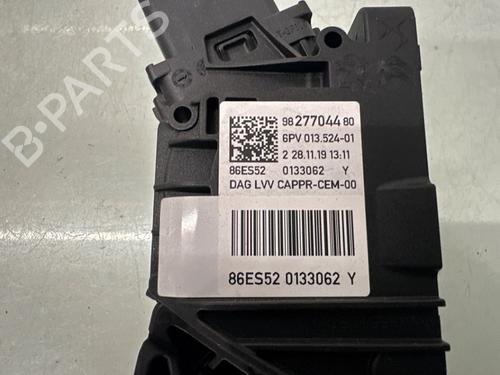 B-PARTS
98 277044 80
6PV 013.524-01
2 28.11.19 13:11
86ES52 0133062 Y
DAG LVV CAPPR-CEM-00
86ES52 0133062 Y